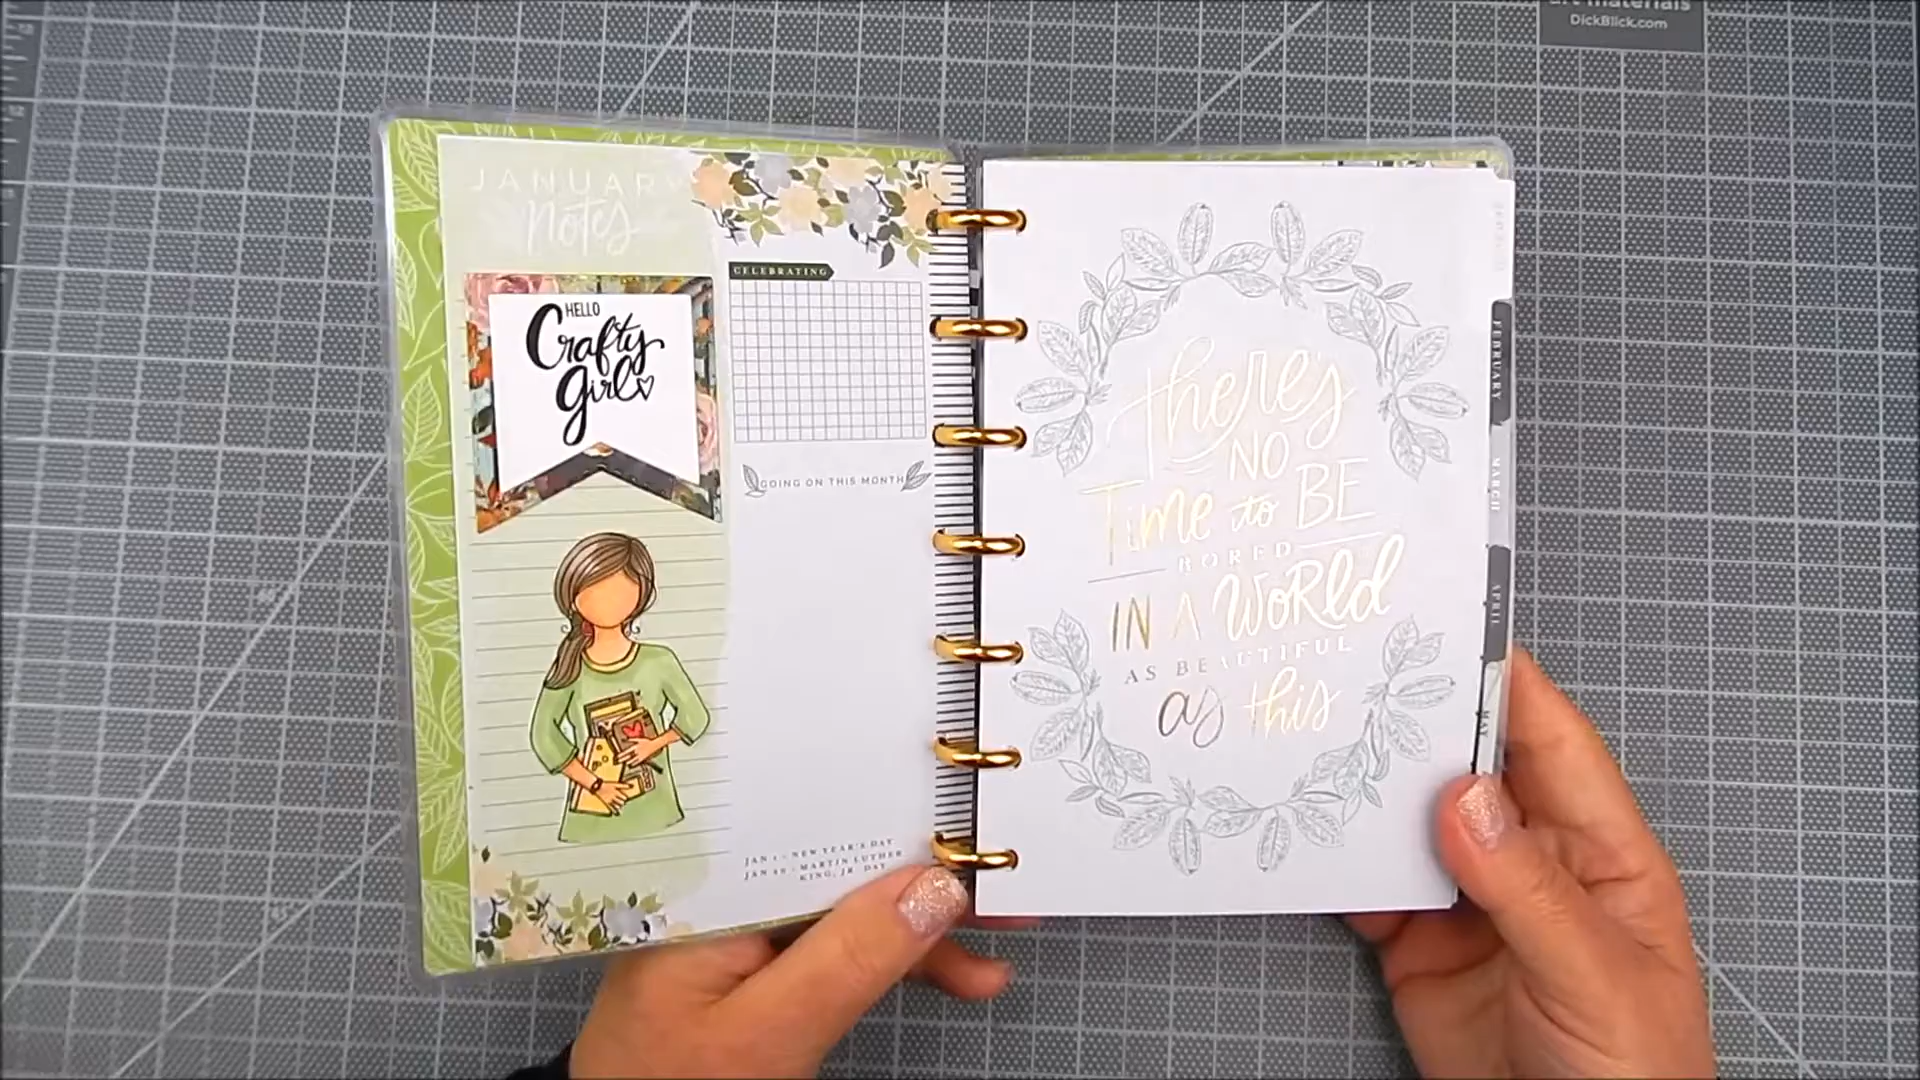 art materials
DickBlick.com
JANUARY
Notes
HELLO
Crafty
girl
CELEBRATING
GOING ON THIS MONTH
JAN 1 - NEW YEAR'S DAY
MARTIN LUTHER
KING, JR DAY
There's
NO
Time to BE
BORED
IN A WORLD
AS BEAUTIFUL
as this
FEBRUARY
MARCH
APRIL
MAY